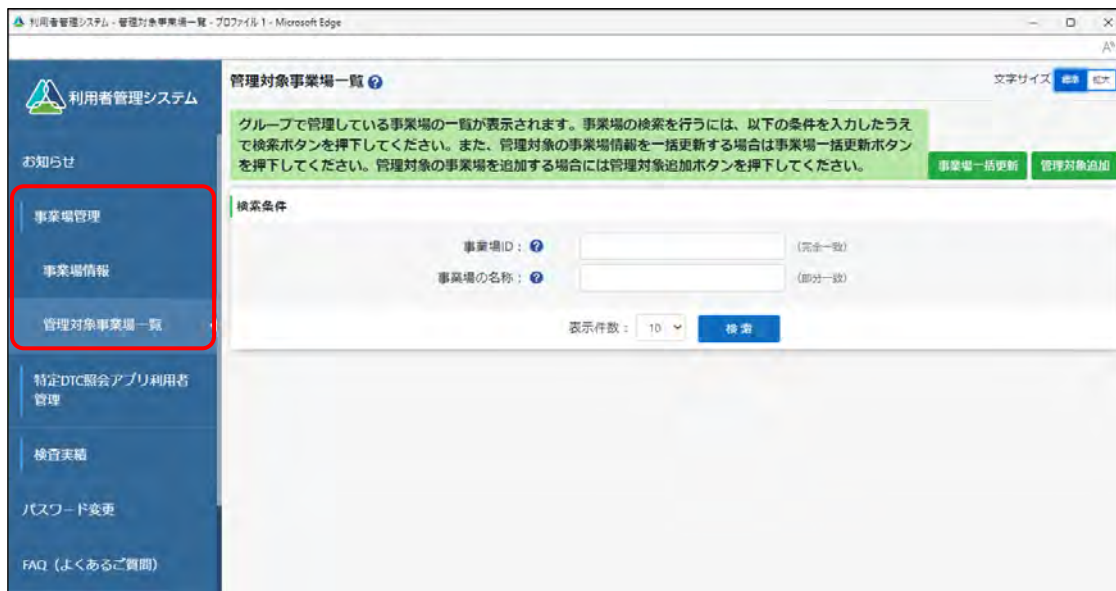 利用者管理システム - 管理対象事業場一覧 - プロファイル 1 - Microsoft Edge
利用者管理システム
管理対象事業場一覧
文字サイズ 標準 拡大
グループで管理している事業場の一覧が表示されます。事業場の検索を行うには、以下の条件を入力したうえ
で検索ボタンを押下してください。また、管理対象の事業場情報を一括更新する場合は事業場一括更新ボタン
を押下してください。管理対象の事業場を追加する場合には管理対象追加ボタンを押下してください。
事業場一括更新 管理対象追加
お知らせ
事業場管理
事業場情報
管理対象事業場一覧
特定DTC照会アプリ利用者
管理
検査実績
パスワード変更
FAQ（よくあるご質問）
検索条件
事業場ID： (完全一致)
事業場の名称： (部分一致)
表示件数： 10 検索